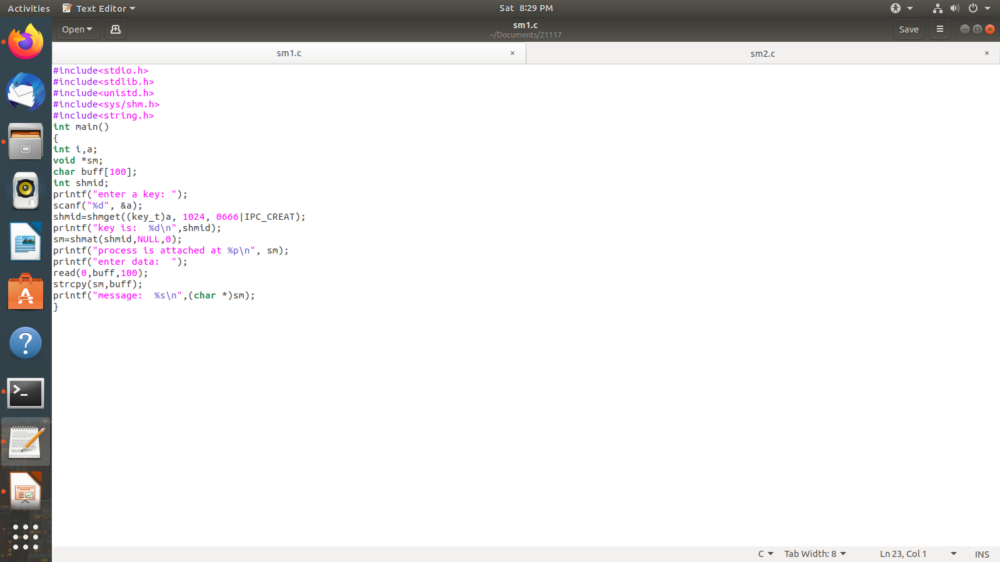 Activities Text Editor Sat 8:29 PM
Open sm1.c Save
~/Documents/21117
sm1.c × sm2.c ×
#include<stdio.h>
#include<stdlib.h>
#include<unistd.h>
#include<sys/shm.h>
#include<string.h>
int main()
{
int i,a;
void *sm;
char buff[100];
int shmid;
printf("enter a key: ");
scanf("%d", &a);
shmid=shmget((key_t)a, 1024, 0666|IPC_CREAT);
printf("key is:  %d\n",shmid);
sm=shmat(shmid,NULL,0);
printf("process is attached at %p\n", sm);
printf("enter data:  ");
read(0,buff,100);
strcpy(sm,buff);
printf("message:  %s\n",(char *)sm);
}
C Tab Width: 8 Ln 23, Col 1 INS